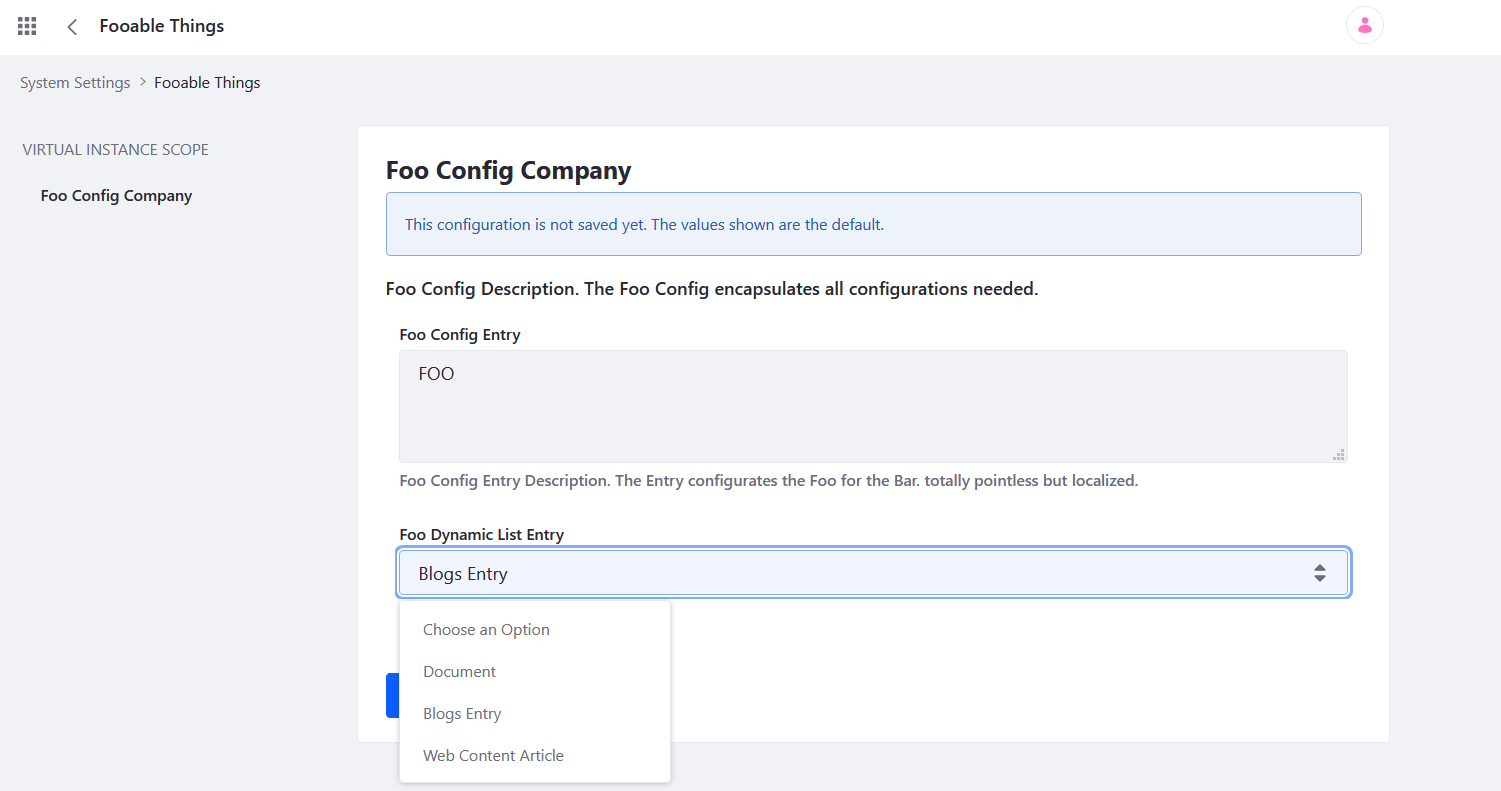 Fooable Things
System Settings > Fooable Things
VIRTUAL INSTANCE SCOPE
Foo Config Company
Foo Config Company
This configuration is not saved yet. The values shown are the default.
Foo Config Description. The Foo Config encapsulates all configurations needed.
Foo Config Entry
FOO
Foo Config Entry Description. The Entry configurates the Foo for the Bar. totally pointless but localized.
Foo Dynamic List Entry
Blogs Entry
Choose an Option
Document
Blogs Entry
Web Content Article